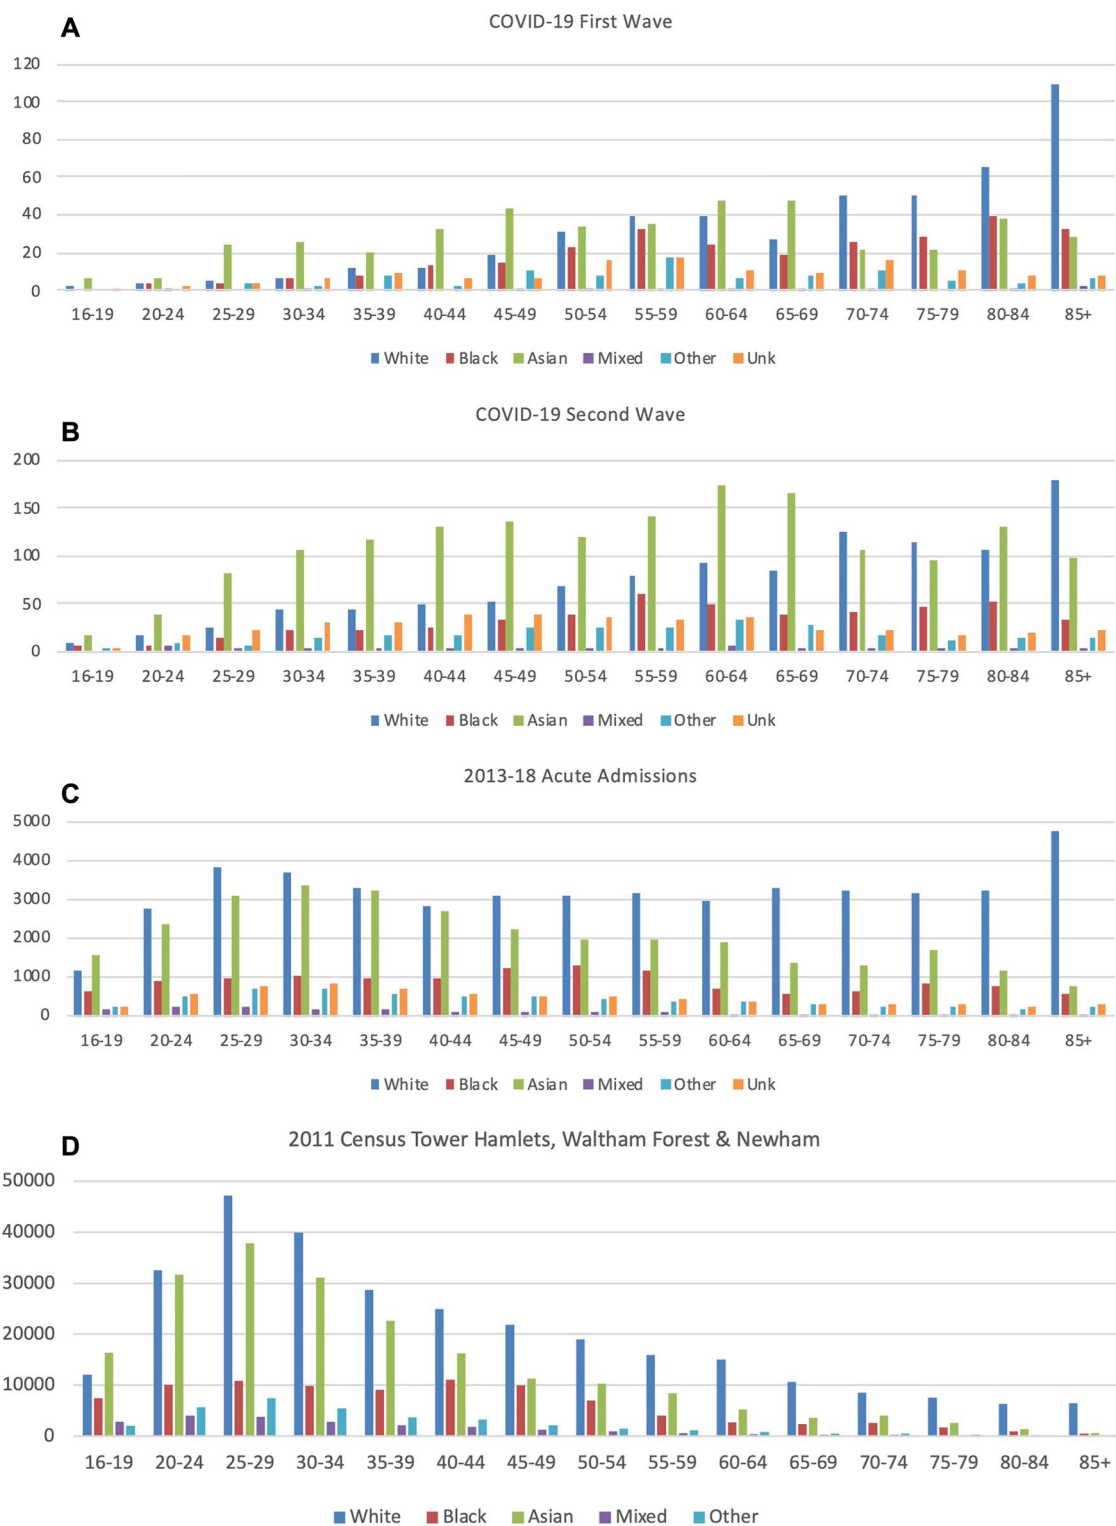 A
COVID-19 First Wave
120
100
80
60
40
20
0
16-19 20-24 25-29 30-34 35-39 40-44 45-49 50-54 55-59 60-64 65-69 70-74 75-79 80-84 85+
White Black Asian Mixed Other Unk
COVID-19 Second Wave
B
200
150
100
50
0
16-19 20-24 25-29 30-34 35-39 40-44 45-49 50-54 55-59 60-64 65-69 70-74 75-79 80-84 85+
White Black Asian Mixed Other Unk
2013-18 Acute Admissions
C
5000
4000
3000
2000
1000
0
16-19 20-24 25-29 30-34 35-39 40-44 45-49 50-54 55-59 60-64 65-69 70-74 75-79 80-84 85+
White Black Asian Mixed Other Unk
D
2011 Census Tower Hamlets, Waltham Forest & Newham
50000
40000
30000
20000
10000
0
16-19 20-24 25-29 30-34 35-39 40-44 45-49 50-54 55-59 60-64 65-69 70-74 75-79 80-84 85+
White Black Asian Mixed Other